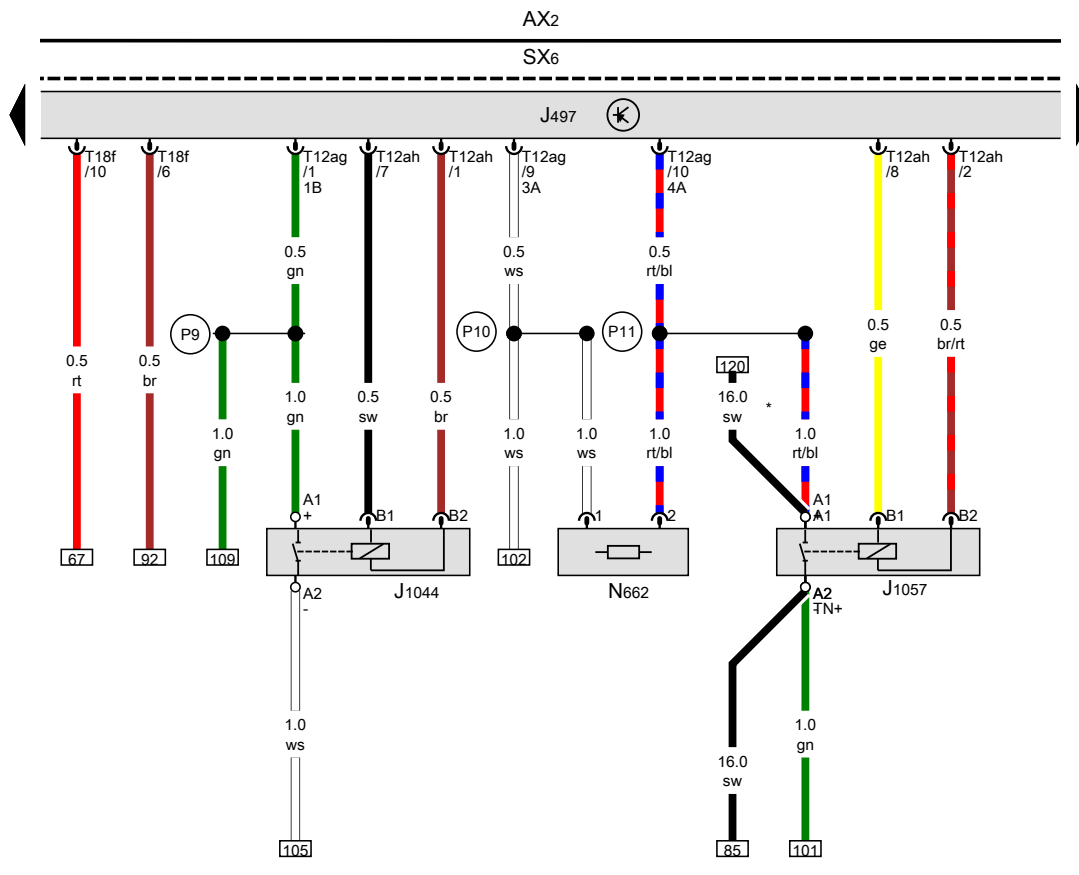 AX2
SX6
J497
T18f
/10
T18f
/6
T12ag
/1
1B
T12ah
/7
T12ah
/1
T12ag
/9
3A
T12ag
/10
4A
T12ah
/8
T12ah
/2
0.5
gn
0.5
ws
0.5
rt/bl
P9
P10
P11
0.5
ge
0.5
br/rt
0.5
rt
0.5
br
120
1.0
gn
0.5
sw
0.5
br
16.0
sw
*
1.0
gn
1.0
ws
1.0
ws
1.0
rt/bl
1.0
rt/bl
A1
+
B1
B2
1
2
A1
A1
B1
B2
67
92
109
102
A2
-
J1044
N662
A2
TN+
J1057
1.0
ws
1.0
gn
16.0
sw
105
85
101